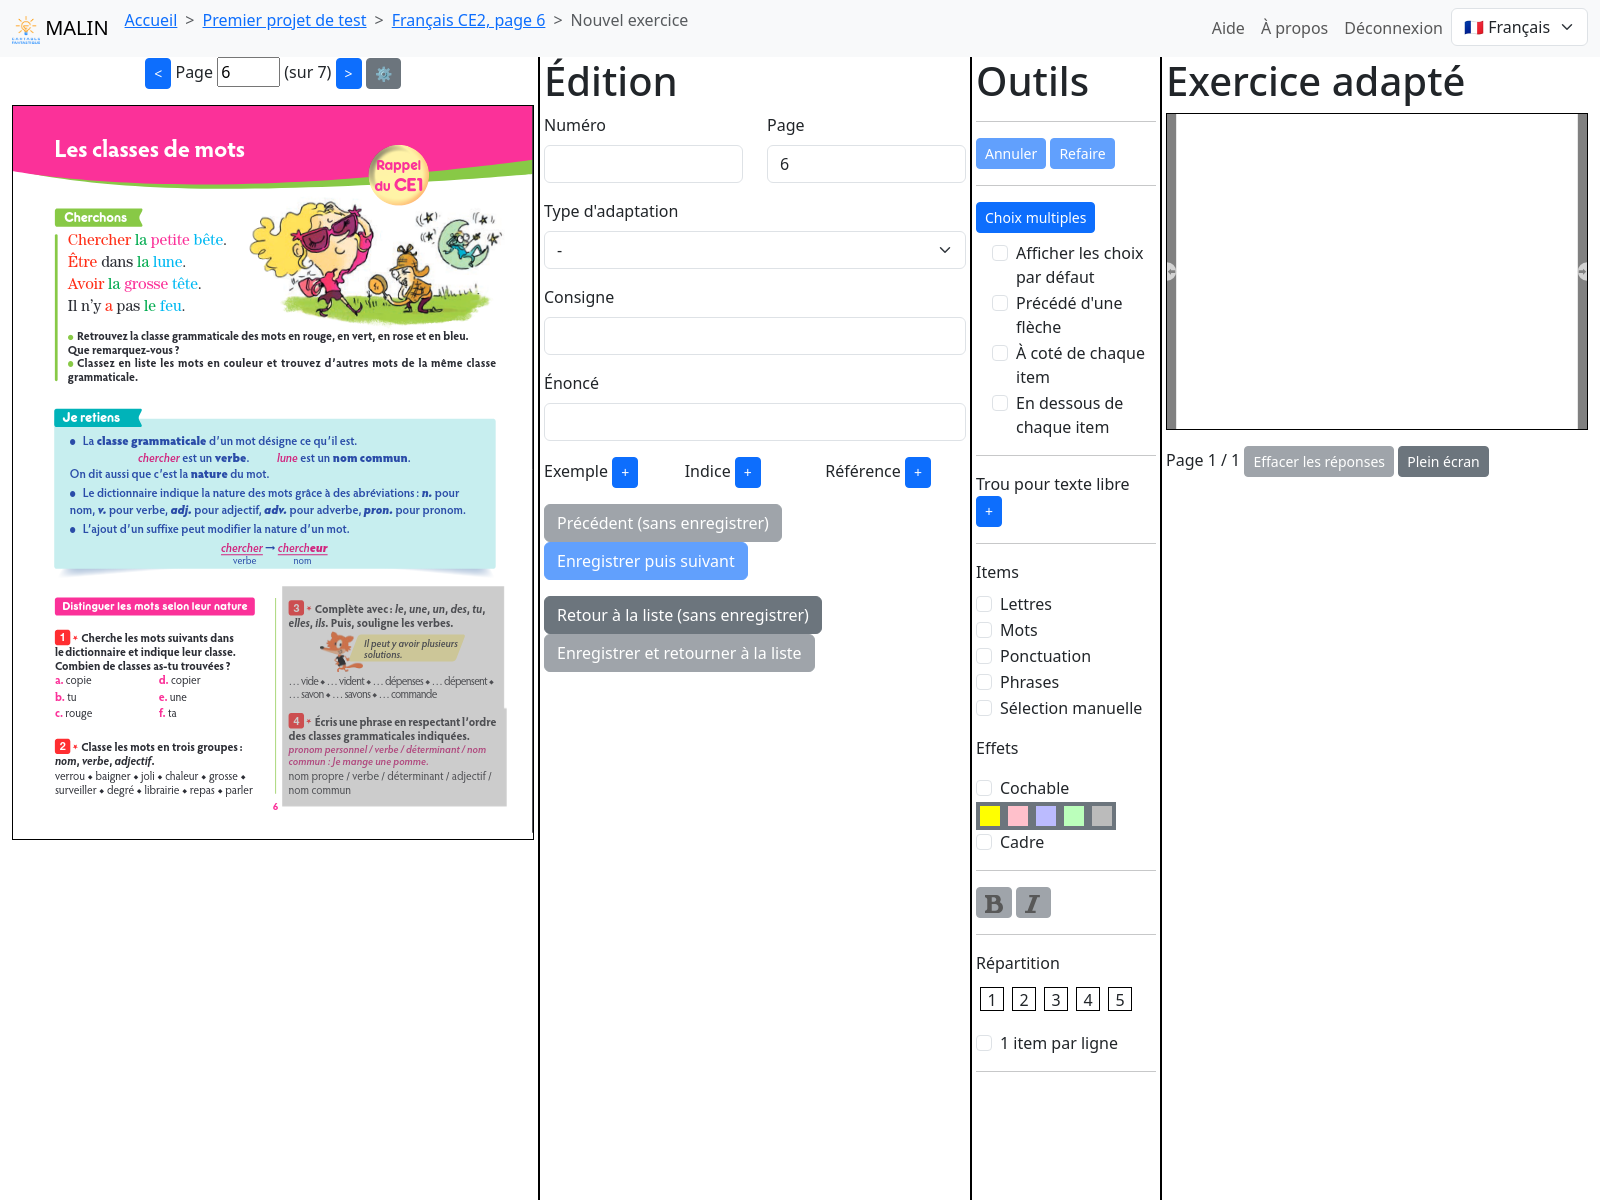 MALIN Accueil > Premier projet de test > Français CE2, page 6 > Nouvel exercice Aide À propos Déconnexion Français
< Page 6 (sur 7) >
Les classes de mots
Rappel
du CE1
Cherchons
Chercher la petite bête.
Être dans la lune.
Avoir la grosse tête.
Il n'y a pas le feu.
• Retrouvez la classe grammaticale des mots en rouge, en vert, en rose et en bleu.
Que remarquez-vous ?
• Classez en liste les mots en couleur et trouvez d'autres mots de la même classe
grammaticale.
Je retiens
• La classe grammaticale d'un mot désigne ce qu'il est.
chercher est un verbe. lune est un nom commun.
On dit aussi que c'est la nature du mot.
• Le dictionnaire indique la nature des mots grâce à des abréviations : n. pour
nom, v. pour verbe, adj. pour adjectif, adv. pour adverbe, pron. pour pronom.
• L'ajout d'un suffixe peut modifier la nature d'un mot.
chercher → chercheur
verbe nom
Distinguer les mots selon leur nature
1 * Cherche les mots suivants dans
le dictionnaire et indique leur classe.
Combien de classes as-tu trouvées ?
a. copie d. copier
b. tu e. une
c. rouge f. ta
2 * Classe les mots en trois groupes :
nom, verbe, adjectif.
verrou ◆ baigner ◆ joli ◆ chaleur ◆ grosse ◆
surveiller ◆ degré ◆ librairie ◆ repas ◆ parler
3 * Complète avec : le, une, un, des, tu,
elles, ils. Puis, souligne les verbes.
Il peut y avoir plusieurs
solutions.
… vide ◆ … vident ◆ … dépenses ◆ … dépensent ◆
… savon ◆ … savons ◆ … commande
4 * Écris une phrase en respectant l'ordre
des classes grammaticales indiquées.
pronom personnel / verbe / déterminant / nom
commun : Je mange une pomme.
nom propre / verbe / déterminant / adjectif /
nom commun
6
Édition
Numéro Page
6
Type d'adaptation
-
Consigne
Énoncé
Exemple + Indice + Référence +
Précédent (sans enregistrer)
Enregistrer puis suivant
Retour à la liste (sans enregistrer)
Enregistrer et retourner à la liste
Outils
Annuler Refaire
Choix multiples
Afficher les choix
par défaut
Précédé d'une
flèche
À coté de chaque
item
En dessous de
chaque item
Trou pour texte libre
+
Items
Lettres
Mots
Ponctuation
Phrases
Sélection manuelle
Effets
Cochable
Cadre
B I
Répartition
1 2 3 4 5
1 item par ligne
Exercice adapté
Page 1 / 1 Effacer les réponses Plein écran